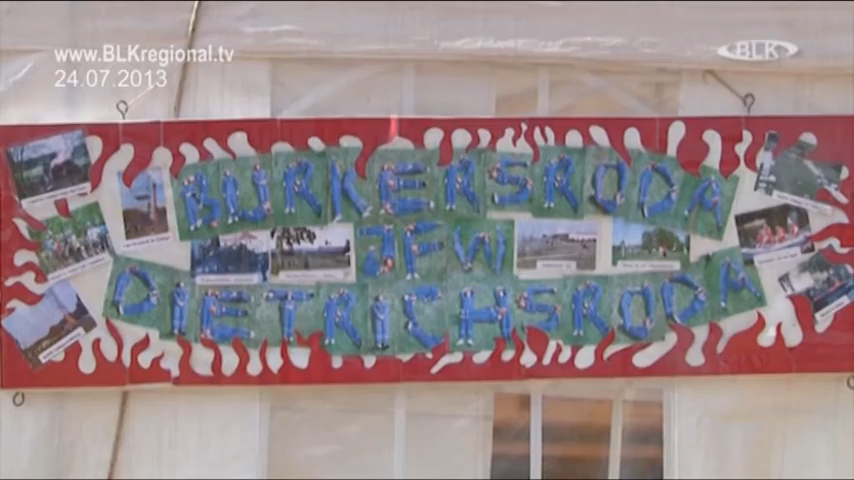 www.BLKregional.tv
24.07.2013
BLK
BURKERSRODA
JFW
DIETRICHSRODA